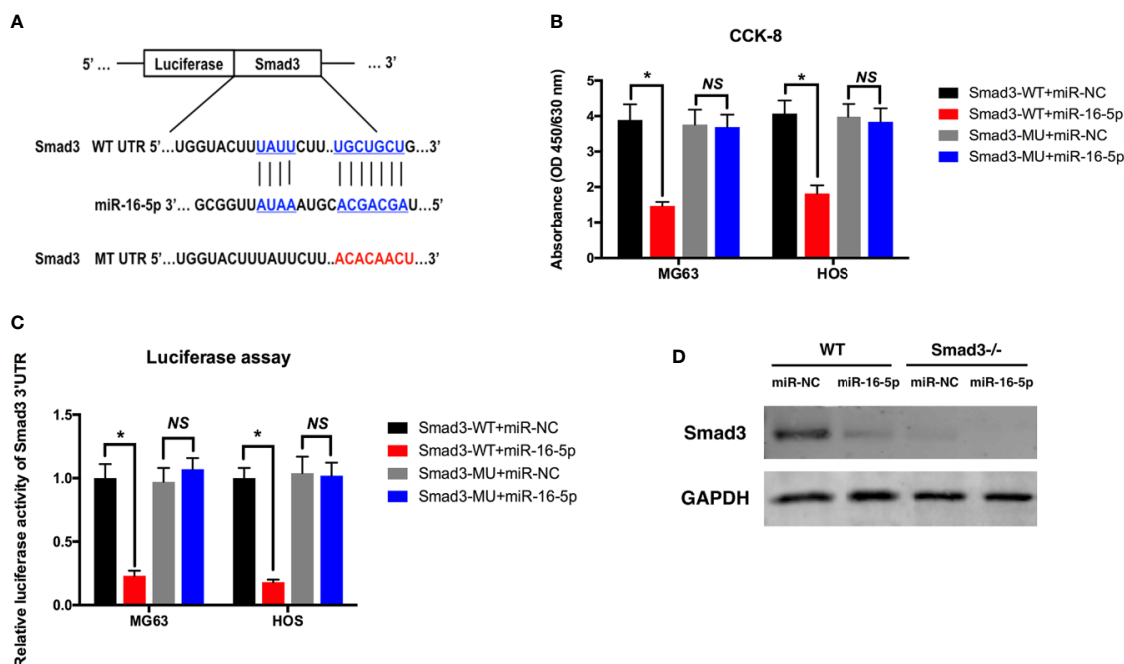 A
5' ... Luciferase Smad3 ... 3'
Smad3 WT UTR 5'...UGGUACUUUAUUCUU..UGCUGCUG...3'
miR-16-5p 3'... GCGGUUAUAAAUGCACGACGAU...5'
Smad3 MT UTR 5'...UGGUACUUUAUUCUU..ACACAACU...3'
B
CCK-8
Absorbance (OD 450/630 nm)
5
4
3
2
1
0
* NS * NS
MG63 HOS
Smad3-WT+miR-NC
Smad3-WT+miR-16-5p
Smad3-MU+miR-NC
Smad3-MU+miR-16-5p
C
Luciferase assay
Relative luciferase activity of Smad3 3'UTR
1.5
1.0
0.5
0.0
* NS * NS
MG63 HOS
Smad3-WT+miR-NC
Smad3-WT+miR-16-5p
Smad3-MU+miR-NC
Smad3-MU+miR-16-5p
D
WT Smad3-/-
miR-NC miR-16-5p miR-NC miR-16-5p
Smad3
GAPDH